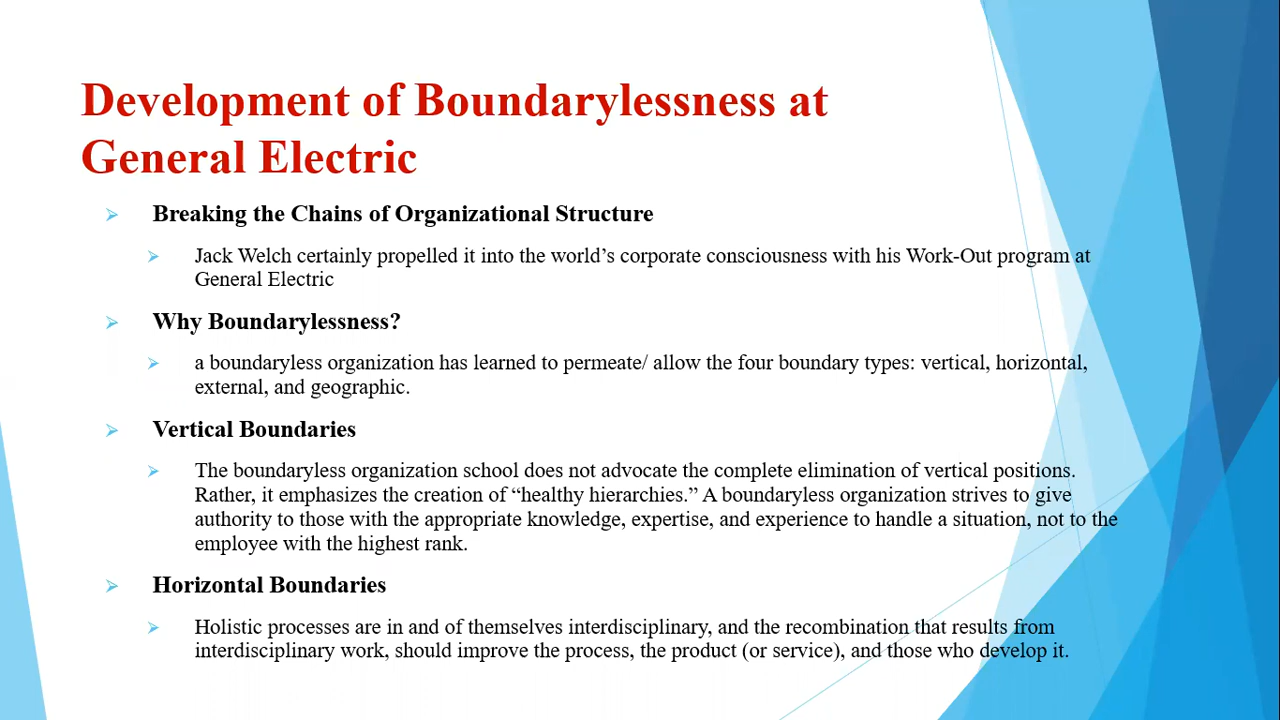 Development of Boundarylessness at
General Electric
Breaking the Chains of Organizational Structure
Jack Welch certainly propelled it into the world’s corporate consciousness with his Work-Out program at
General Electric
Why Boundarylessness?
a boundaryless organization has learned to permeate/ allow the four boundary types: vertical, horizontal,
external, and geographic.
Vertical Boundaries
The boundaryless organization school does not advocate the complete elimination of vertical positions.
Rather, it emphasizes the creation of “healthy hierarchies.” A boundaryless organization strives to give
authority to those with the appropriate knowledge, expertise, and experience to handle a situation, not to the
employee with the highest rank.
Horizontal Boundaries
Holistic processes are in and of themselves interdisciplinary, and the recombination that results from
interdisciplinary work, should improve the process, the product (or service), and those who develop it.